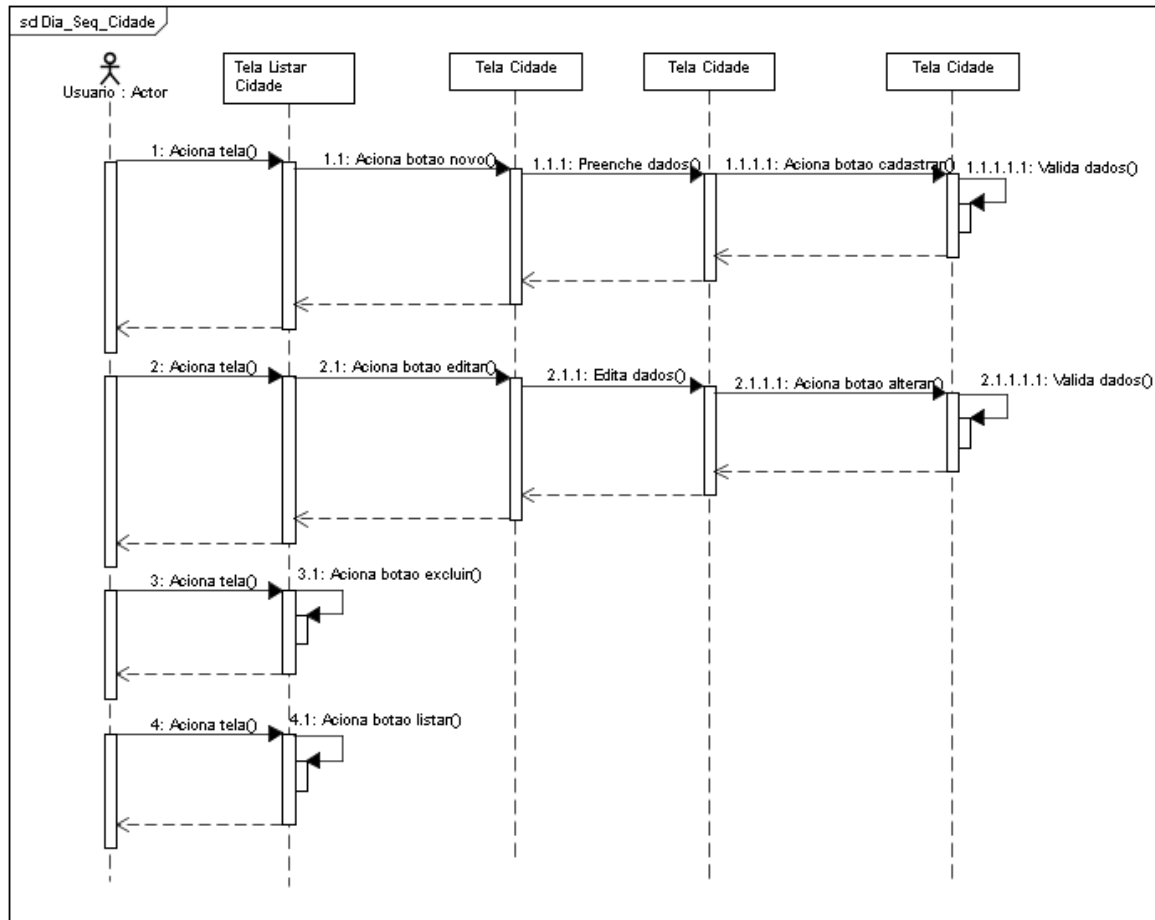 sd Dia_Seq_Cidade
Usuario : Actor
Tela Listar
Cidade
Tela Cidade
Tela Cidade
Tela Cidade
1: Aciona tela()
1.1: Aciona botao novo()
1.1.1: Preenche dados()
1.1.1.1: Aciona botao cadastrar()
1.1.1.1.1: Valida dados()
2: Aciona tela()
2.1: Aciona botao editar()
2.1.1: Edita dados()
2.1.1.1: Aciona botao alterar()
2.1.1.1.1: Valida dados()
3: Aciona tela()
3.1: Aciona botao excluir()
4: Aciona tela()
4.1: Aciona botao listar()